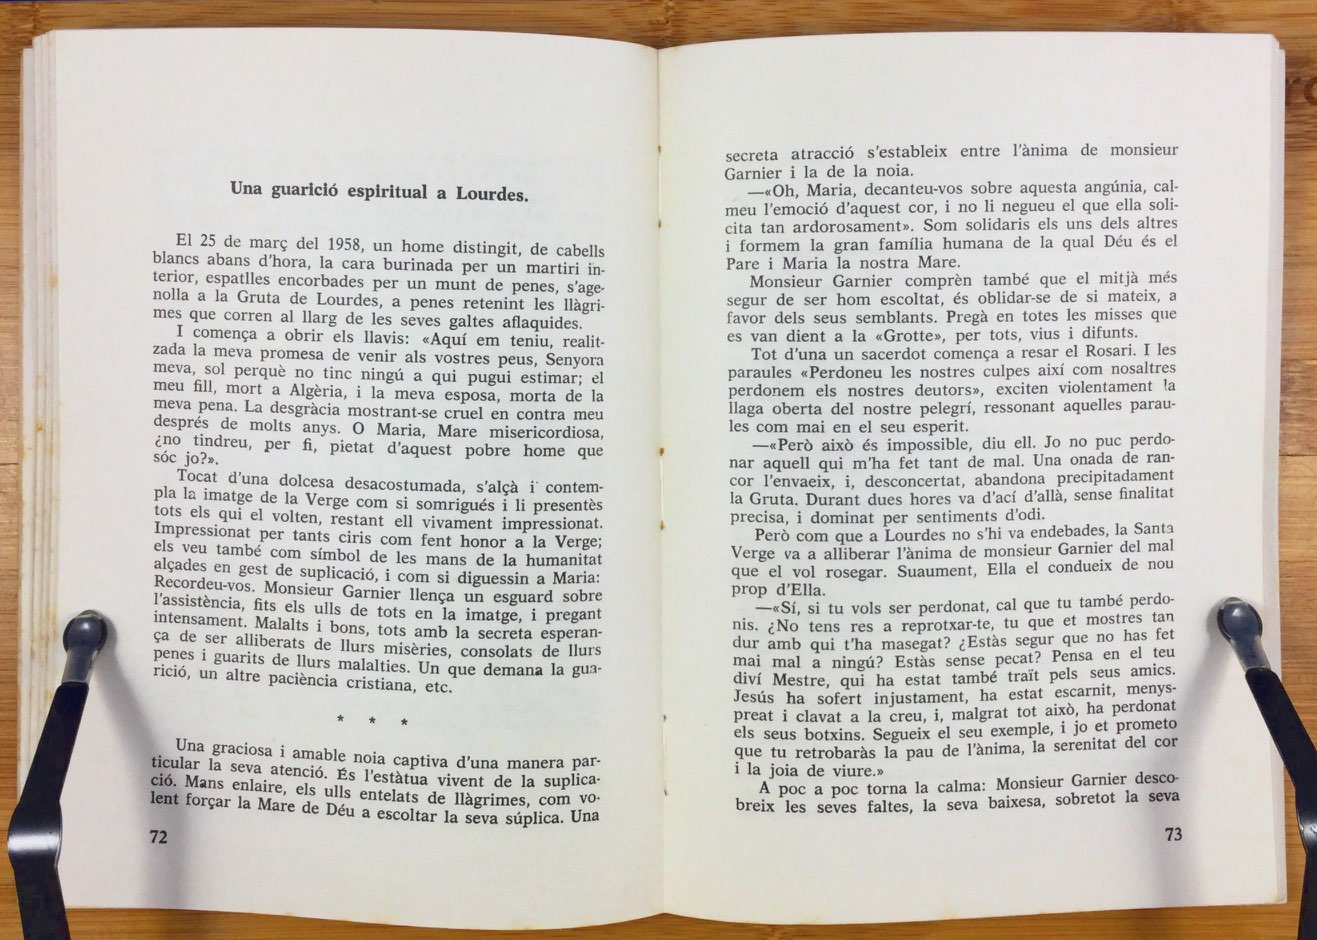 Una guarició espiritual a Lourdes.
El 25 de març del 1958, un home distingit, de cabells
blancs abans d'hora, la cara burinada per un martiri in-
terior, espatlles encorbades per un munt de penes, s'age-
nolla a la Gruta de Lourdes, a penes retenint les llàgri-
mes que corren al llarg de les seves galtes aflaquides.
I comença a obrir els llavis: «Aquí em teniu, realit-
zada la meva promesa de venir als vostres peus, Senyora
meva, sol perquè no tinc ningú a qui pugui estimar; el
meu fill, mort a Algèria, i la meva esposa, morta de la
meva pena. La desgràcia mostrant-se cruel en contra meu
després de molts anys. O Maria, Mare misericordiosa,
¿no tindreu, per fi, pietat d'aquest pobre home que
sóc jo?».
Tocat d'una dolcesa desacostumada, s'alçà i contem-
pla la imatge de la Verge com si somrigués i li presentès
tots els qui el volten, restant ell vivament impressionat.
Impressionat per tants ciris com fent honor a la Verge;
els veu també com símbol de les mans de la humanitat
alçades en gest de suplicació, i com si diguessin a Maria:
Recordeu-vos. Monsieur Garnier llença un esguard sobre
l'assistència, fits els ulls de tots en la imatge, i pregant
intensament. Malalts i bons, tots amb la secreta esperan-
ça de ser alliberats de llurs misèries, consolats de llurs
penes i guarits de llurs malalties. Un que demana la gua-
rició, un altre paciència cristiana, etc.
* * *
Una graciosa i amable noia captiva d'una manera par-
ticular la seva atenció. És l'estàtua vivent de la suplica-
ció. Mans enlaire, els ulls entelats de llàgrimes, com vo-
lent forçar la Mare de Déu a escoltar la seva súplica. Una
72
secreta atracció s'estableix entre l'ànima de monsieur
Garnier i la de la noia.
—«Oh, Maria, decanteu-vos sobre aquesta angúnia, cal-
meu l'emoció d'aquest cor, i no li negueu el que ella soli-
cita tan ardorosament». Som solidaris els uns dels altres
i formem la gran família humana de la qual Déu és el
Pare i Maria la nostra Mare.
Monsieur Garnier comprèn també que el mitjà més
segur de ser hom escoltat, és oblidar-se de si mateix, a
favor dels seus semblants. Pregà en totes les misses que
es van dient a la «Grotte», per tots, vius i difunts.
Tot d'una un sacerdot comença a resar el Rosari. I les
paraules «Perdoneu les nostres culpes així com nosaltres
perdonem els nostres deutors», exciten violentament la
llaga oberta del nostre pelegrí, ressonant aquelles parau-
les com mai en el seu esperit.
—«Però això és impossible, diu ell. Jo no puc perdo-
nar aquell qui m'ha fet tant de mal. Una onada de ran-
cor l'envaeix, i, desconcertat, abandona precipitadament
la Gruta. Durant dues hores va d'ací d'allà, sense finalitat
precisa, i dominat per sentiments d'odi.
Però com que a Lourdes no s'hi va endebades, la Santa
Verge va a alliberar l'ànima de monsieur Garnier del mal
que el vol rosegar. Suaument, Ella el condueix de nou
prop d'Ella.
—«Sí, si tu vols ser perdonat, cal que tu també perdo-
nis. ¿No tens res a reprotxar-te, tu que et mostres tan
dur amb qui t'ha masegat? ¿Estàs segur que no has fet
mai mal a ningú? Estàs sense pecat? Pensa en el teu
diví Mestre, qui ha estat també traït pels seus amics.
Jesús ha sofert injustament, ha estat escarnit, menys-
preat i clavat a la creu, i, malgrat tot això, ha perdonat
els seus botxins. Segueix el seu exemple, i jo et prometo
que tu retrobaràs la pau de l'ànima, la serenitat del cor
i la joia de viure.»
A poc a poc torna la calma: Monsieur Garnier desco-
breix les seves faltes, la seva baixesa, sobretot la seva
73